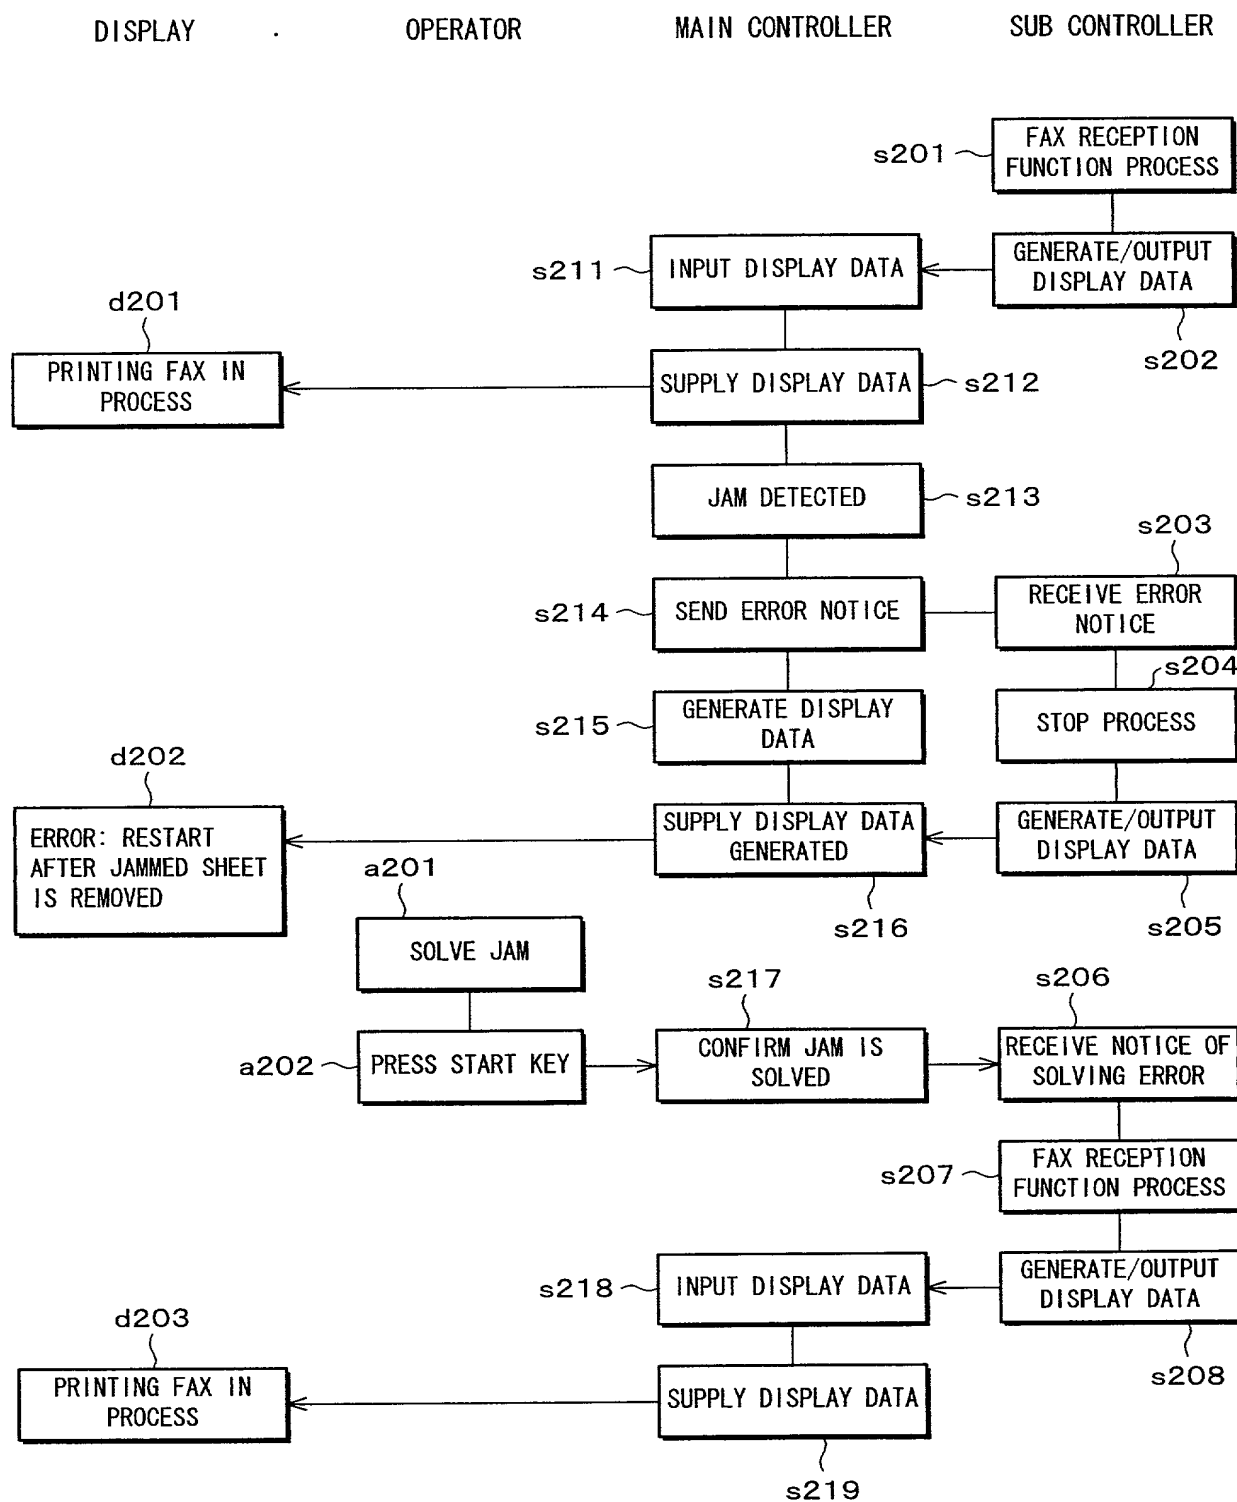 DISPLAY
OPERATOR
MAIN CONTROLLER
SUB CONTROLLER
s201
FAX RECEPTION
FUNCTION PROCESS
s211
INPUT DISPLAY DATA
GENERATE/OUTPUT
DISPLAY DATA
s202
d201
PRINTING FAX IN
PROCESS
SUPPLY DISPLAY DATA
s212
JAM DETECTED
s213
s203
s214
SEND ERROR NOTICE
RECEIVE ERROR
NOTICE
s204
s215
GENERATE DISPLAY
DATA
STOP PROCESS
d202
ERROR: RESTART
AFTER JAMMED SHEET
IS REMOVED
SUPPLY DISPLAY DATA
GENERATED
GENERATE/OUTPUT
DISPLAY DATA
s216
s205
a201
SOLVE JAM
s217
s206
a202
PRESS START KEY
CONFIRM JAM IS
SOLVED
RECEIVE NOTICE OF
SOLVING ERROR
s207
FAX RECEPTION
FUNCTION PROCESS
s218
INPUT DISPLAY DATA
GENERATE/OUTPUT
DISPLAY DATA
s208
d203
PRINTING FAX IN
PROCESS
SUPPLY DISPLAY DATA
s219